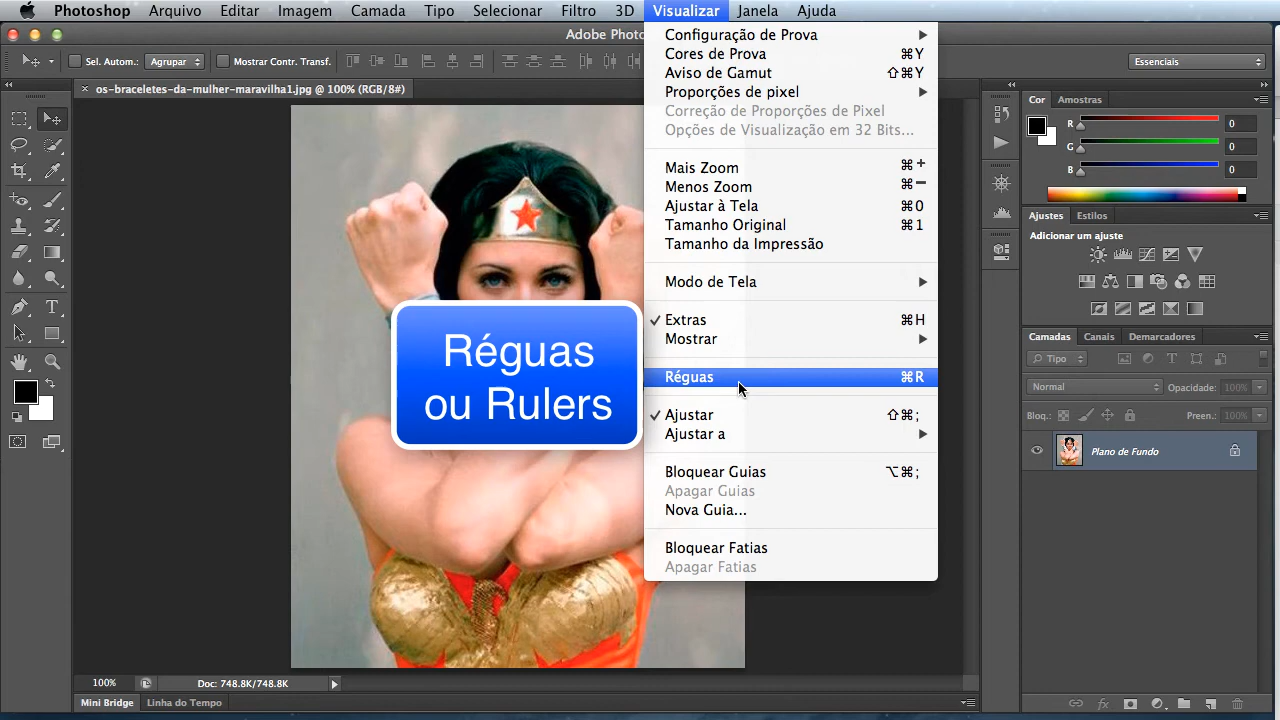 Photoshop Arquivo Editar Imagem Camada Tipo Selecionar Filtro 3D Visualizar Janela Ajuda
Adobe Photo
Sel. Autom.: Agrupar Mostrar Contr. Transf. Essenciais
os-braceletes-da-mulher-maravilha1.jpg @ 100% (RGB/8#)
Configuração de Prova
Cores de Prova ⌘Y
Aviso de Gamut ⇧⌘Y
Proporções de pixel
Correção de Proporções de Pixel
Opções de Visualização em 32 Bits...
Mais Zoom ⌘+
Menos Zoom ⌘−
Ajustar à Tela ⌘0
Tamanho Original ⌘1
Tamanho da Impressão
Modo de Tela
Extras ⌘H
Mostrar
Réguas ⌘R
Ajustar ⇧⌘;
Ajustar a
Bloquear Guias ⌥⌘;
Apagar Guias
Nova Guia...
Bloquear Fatias
Apagar Fatias
Réguas
ou Rulers
Cor Amostras
R 0
G 0
B 0
Ajustes Estilos
Adicionar um ajuste
Camadas Canais Demarcadores
Tipo
Normal Opacidade: 100%
Bloq.: Preen.: 100%
Plano de Fundo
fx
100% Doc: 748.8K/748.8K
Mini Bridge Linha do Tempo